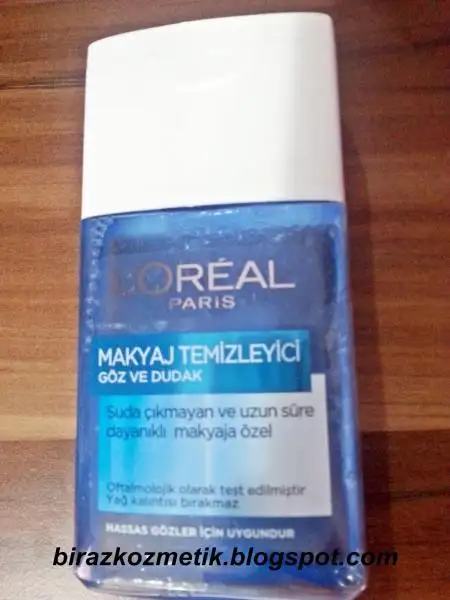 L'ORÉAL
PARIS
MAKYAJ TEMİZLEYİCİ
GÖZ VE DUDAK
Suda çıkmayan ve uzun süre
dayanıklı makyaja özel
Oftalmolojik olarak test edilmiştir
Yağ kalıntısı bırakmaz
HASSAS GÖZLER İÇİN UYGUNDUR
birazkozmetik.blogspot.com